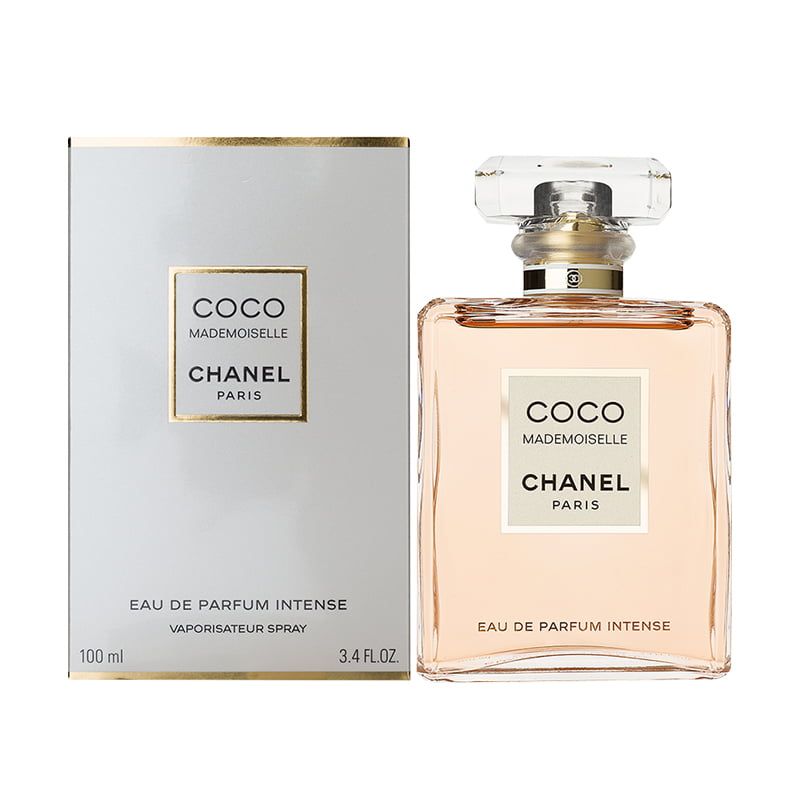 COCO
MADEMOISELLE
CHANEL
PARIS
EAU DE PARFUM INTENSE
VAPORISATEUR SPRAY
100 ml 3.4 FL.OZ.
COCO
MADEMOISELLE
CHANEL
PARIS
EAU DE PARFUM INTENSE